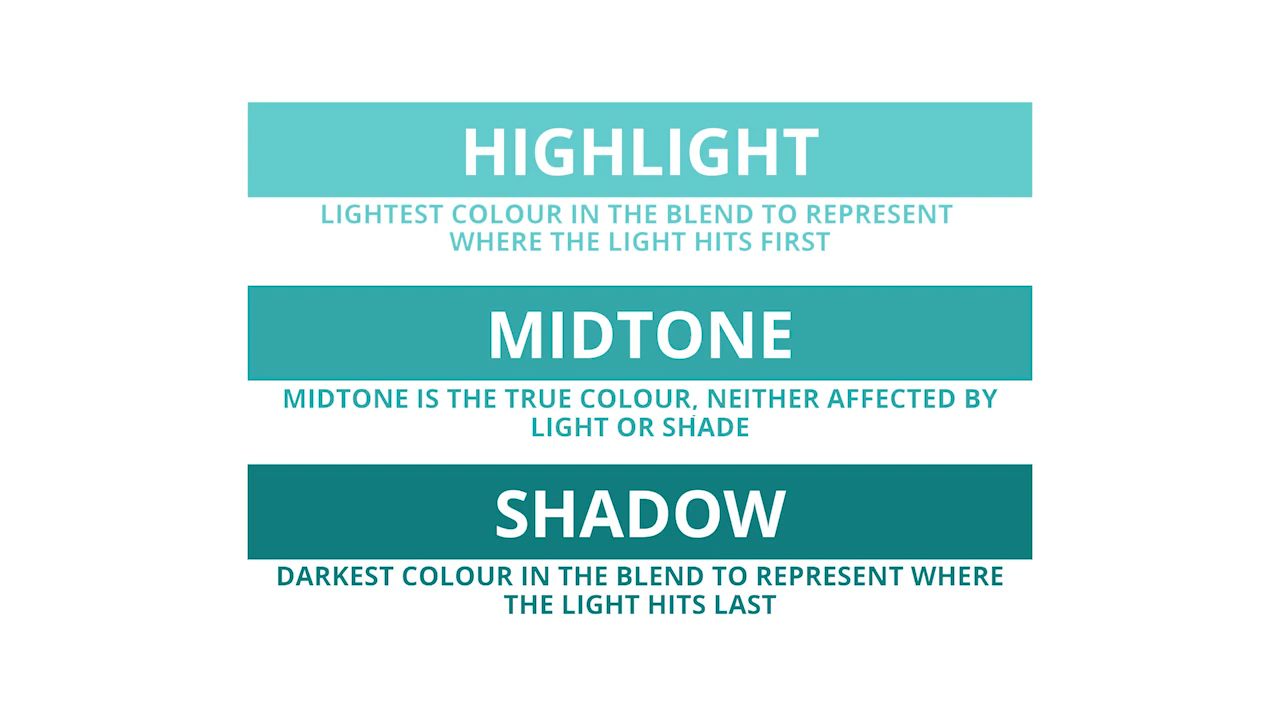 HIGHLIGHT
LIGHTEST COLOUR IN THE BLEND TO REPRESENT
WHERE THE LIGHT HITS FIRST
MIDTONE
MIDTONE IS THE TRUE COLOUR, NEITHER AFFECTED BY
LIGHT OR SHADE
SHADOW
DARKEST COLOUR IN THE BLEND TO REPRESENT WHERE
THE LIGHT HITS LAST